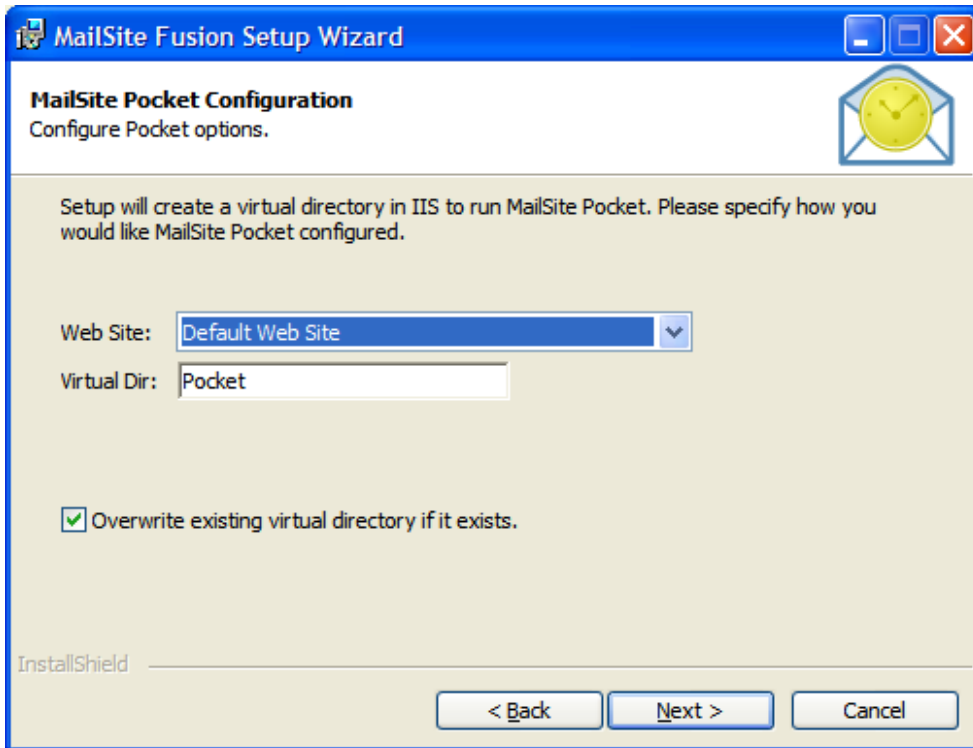 MailSite Fusion Setup Wizard
MailSite Pocket Configuration
Configure Pocket options.
Setup will create a virtual directory in IIS to run MailSite Pocket. Please specify how you
would like MailSite Pocket configured.
Web Site: Default Web Site
Virtual Dir: Pocket
Overwrite existing virtual directory if it exists.
InstallShield
< Back Next > Cancel